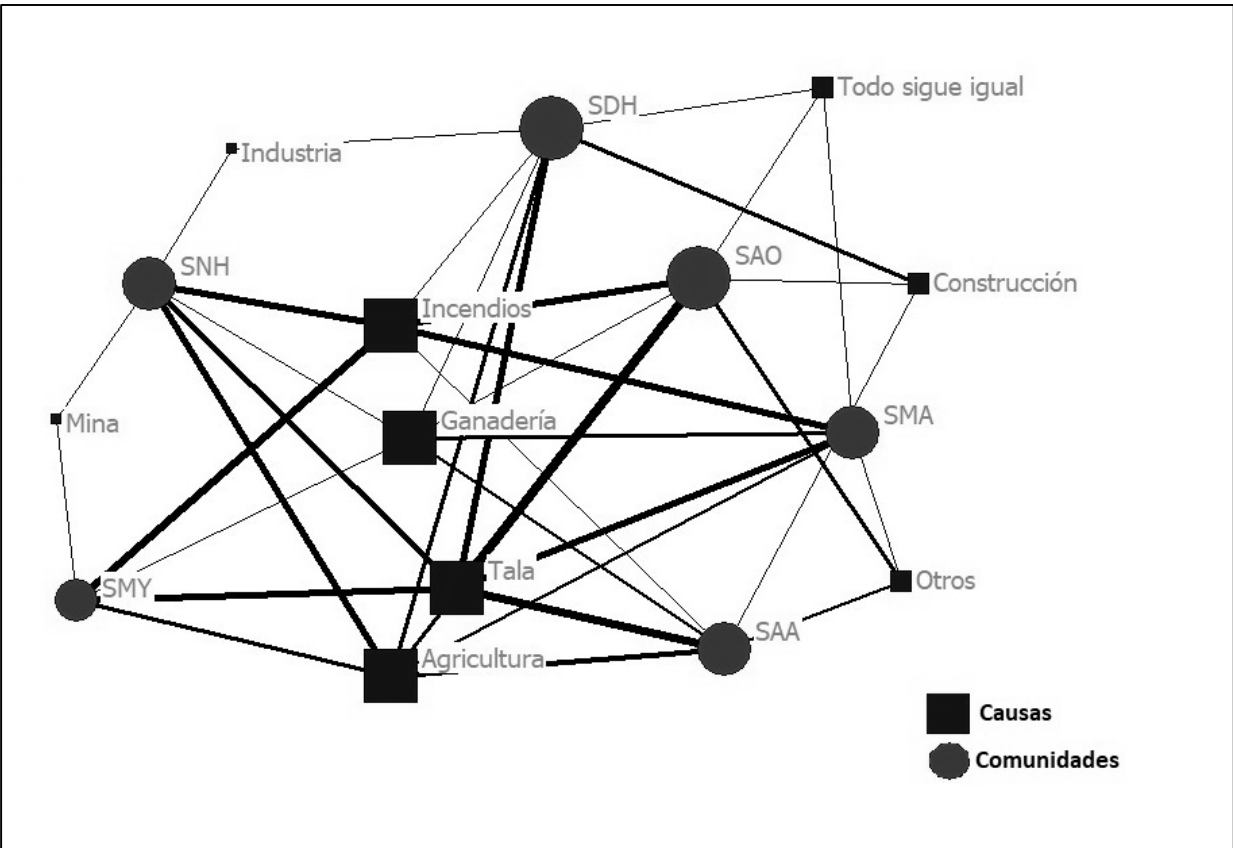 Todo sigue igual
SDH
Industria
SAO
SNH
Construcción
Incendios
SMA
Ganadería
Mina
Tala
Otros
SMY
SAA
Agricultura
Causas
Comunidades